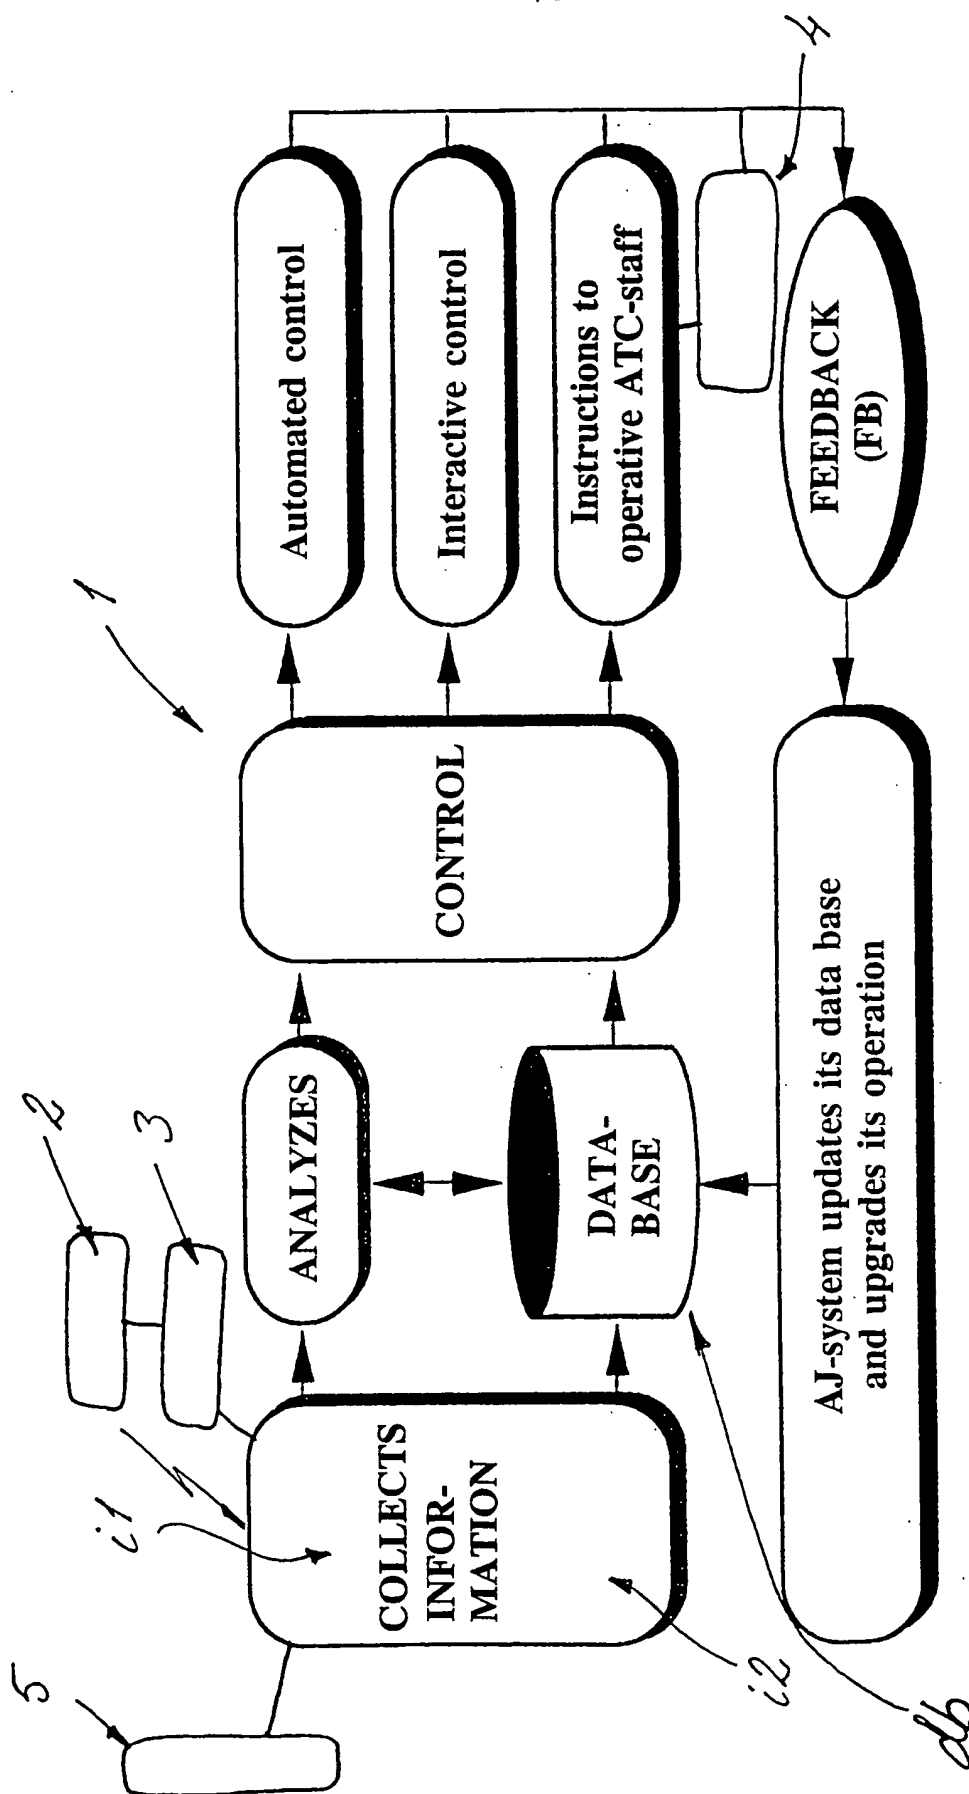 1
2
3
5
i1
i2
db
4
COLLECTS
INFOR-
MATION
ANALYZES
DATA-
BASE
CONTROL
Automated control
Interactive control
Instructions to
operative ATC-staff
FEEDBACK
(FB)
AJ-system updates its data base
and upgrades its operation